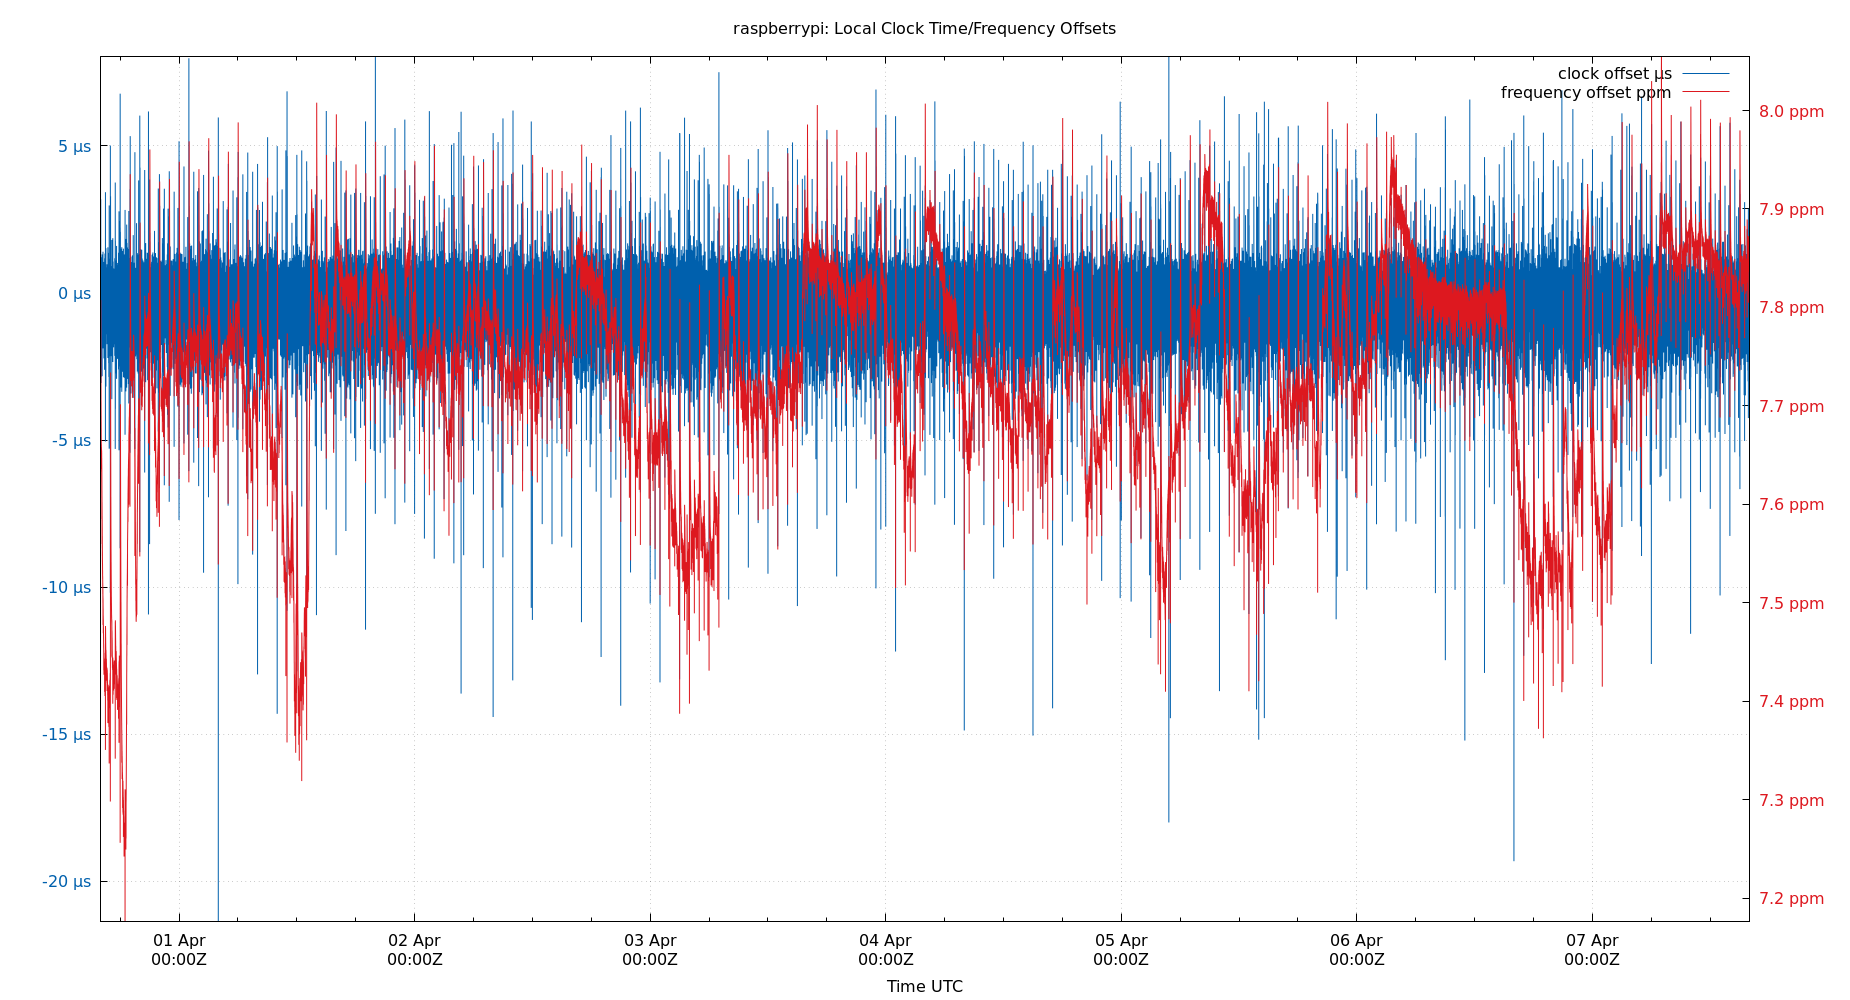 raspberrypi: Local Clock Time/Frequency Offsets
clock offset µs
frequency offset ppm
5 µs
0 µs
-5 µs
-10 µs
-15 µs
-20 µs
8.0 ppm
7.9 ppm
7.8 ppm
7.7 ppm
7.6 ppm
7.5 ppm
7.4 ppm
7.3 ppm
7.2 ppm
01 Apr 02 Apr 03 Apr 04 Apr 05 Apr 06 Apr 07 Apr
00:00Z 00:00Z 00:00Z 00:00Z 00:00Z 00:00Z 00:00Z
Time UTC